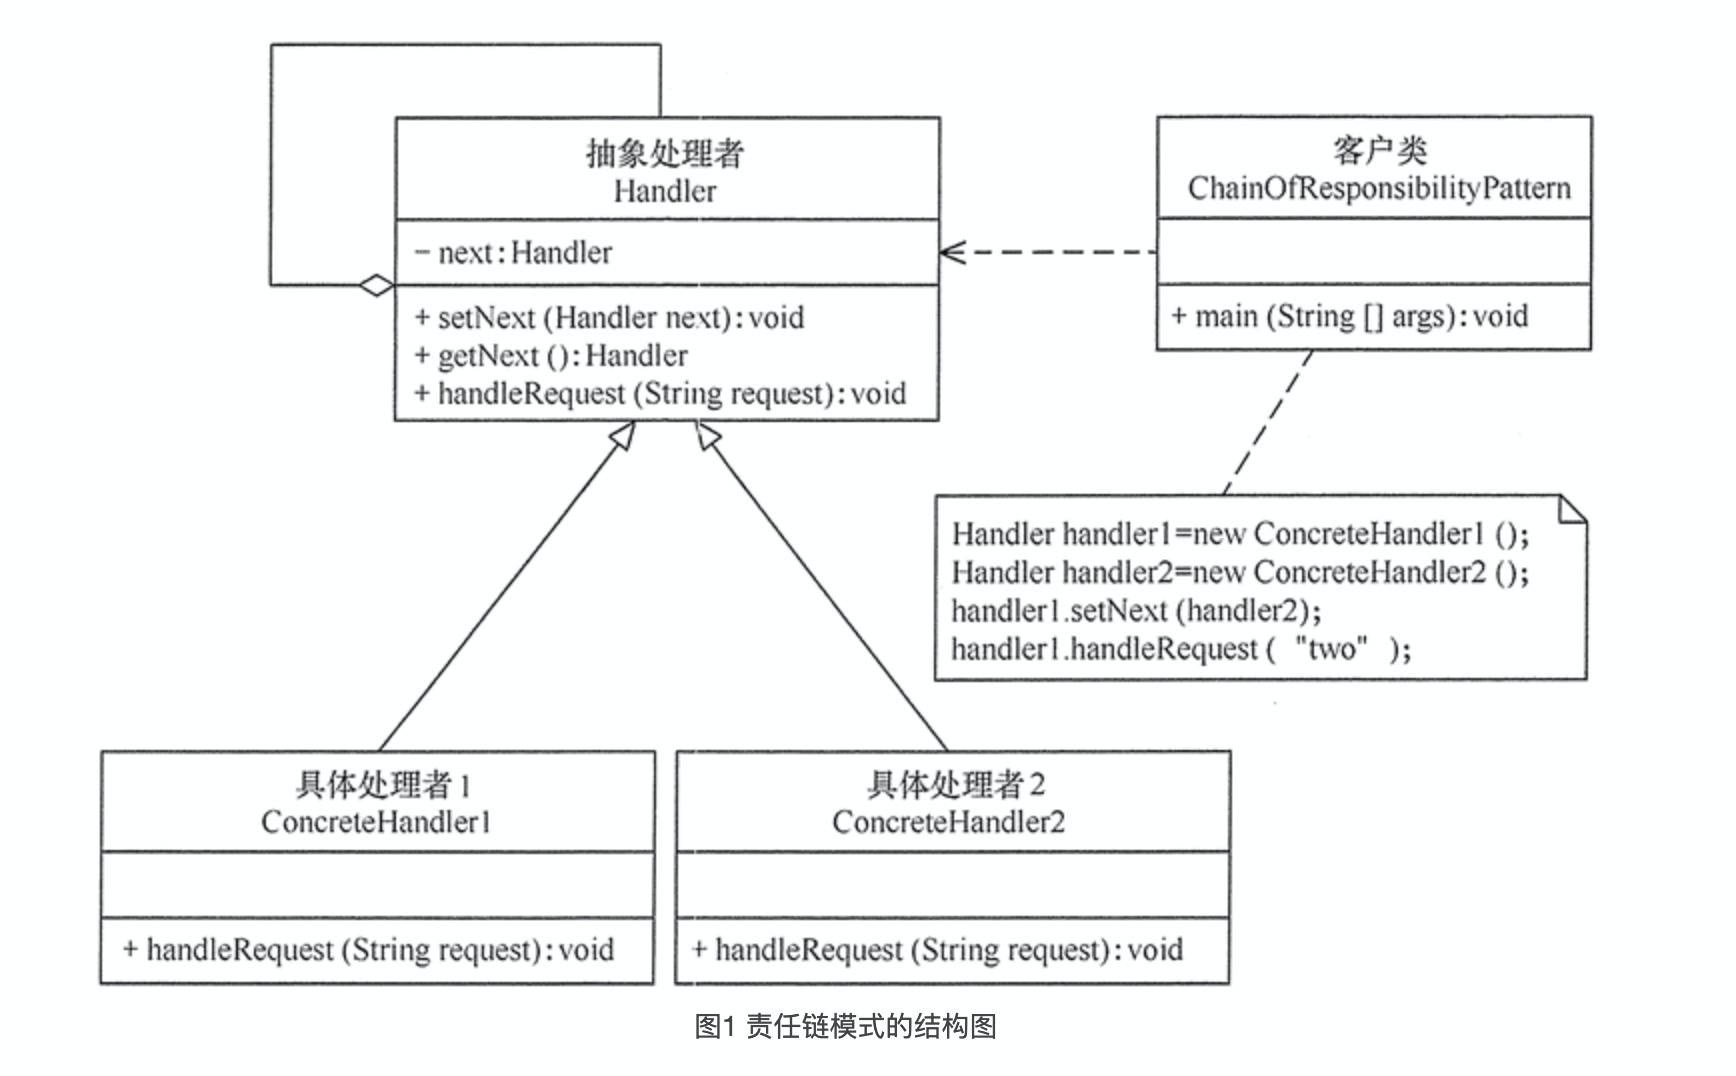 抽象处理者
Handler
− next:Handler
+ setNext (Handler next):void
+ getNext ():Handler
+ handleRequest (String request):void
客户类
ChainOfResponsibilityPattern
+ main (String [] args):void
Handler handler1=new ConcreteHandler1 ();
Handler handler2=new ConcreteHandler2 ();
handler1.setNext (handler2);
handler1.handleRequest ( "two" );
具体处理者1
ConcreteHandler1
+ handleRequest (String request):void
具体处理者2
ConcreteHandler2
+ handleRequest (String request):void
图1 责任链模式的结构图